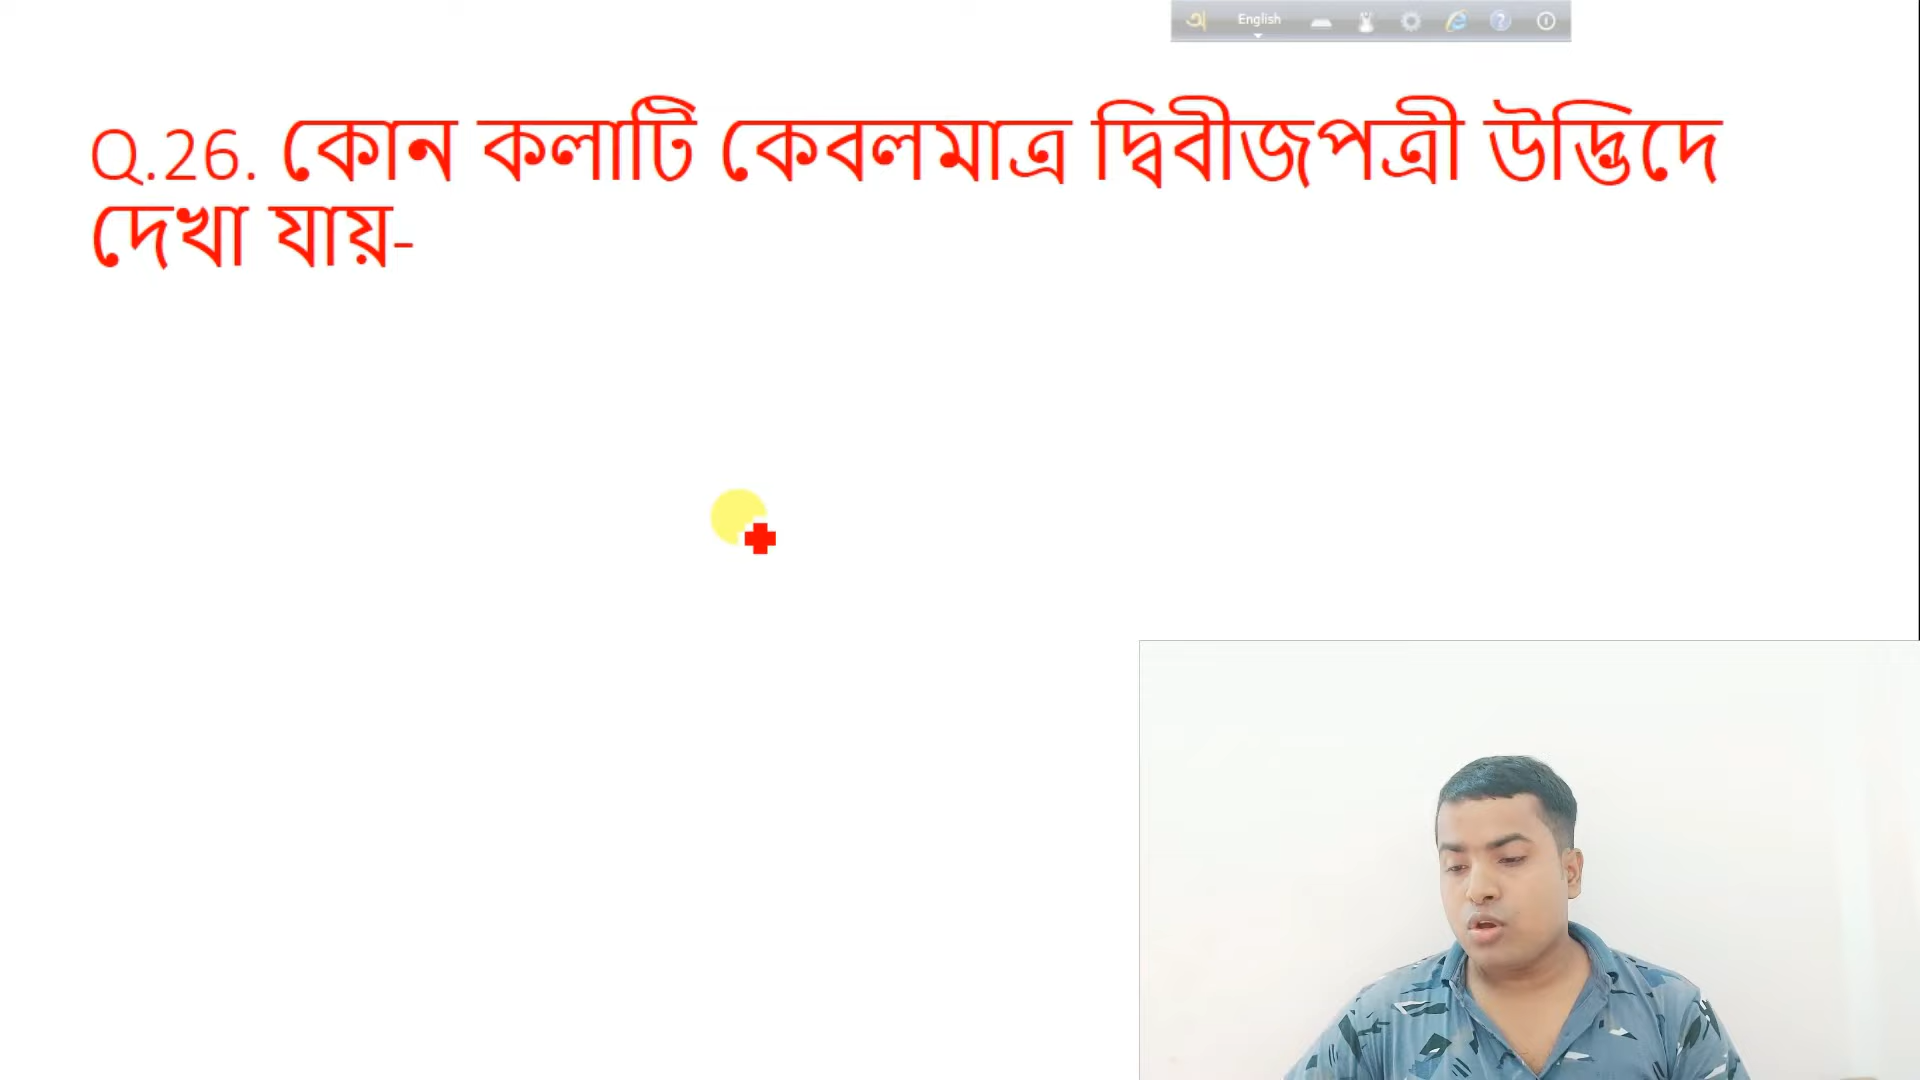 English
Q.26. কোন কলাটি কেবলমাত্র দ্বিবীজপত্রী উদ্ভিদে
দেখা যায়-